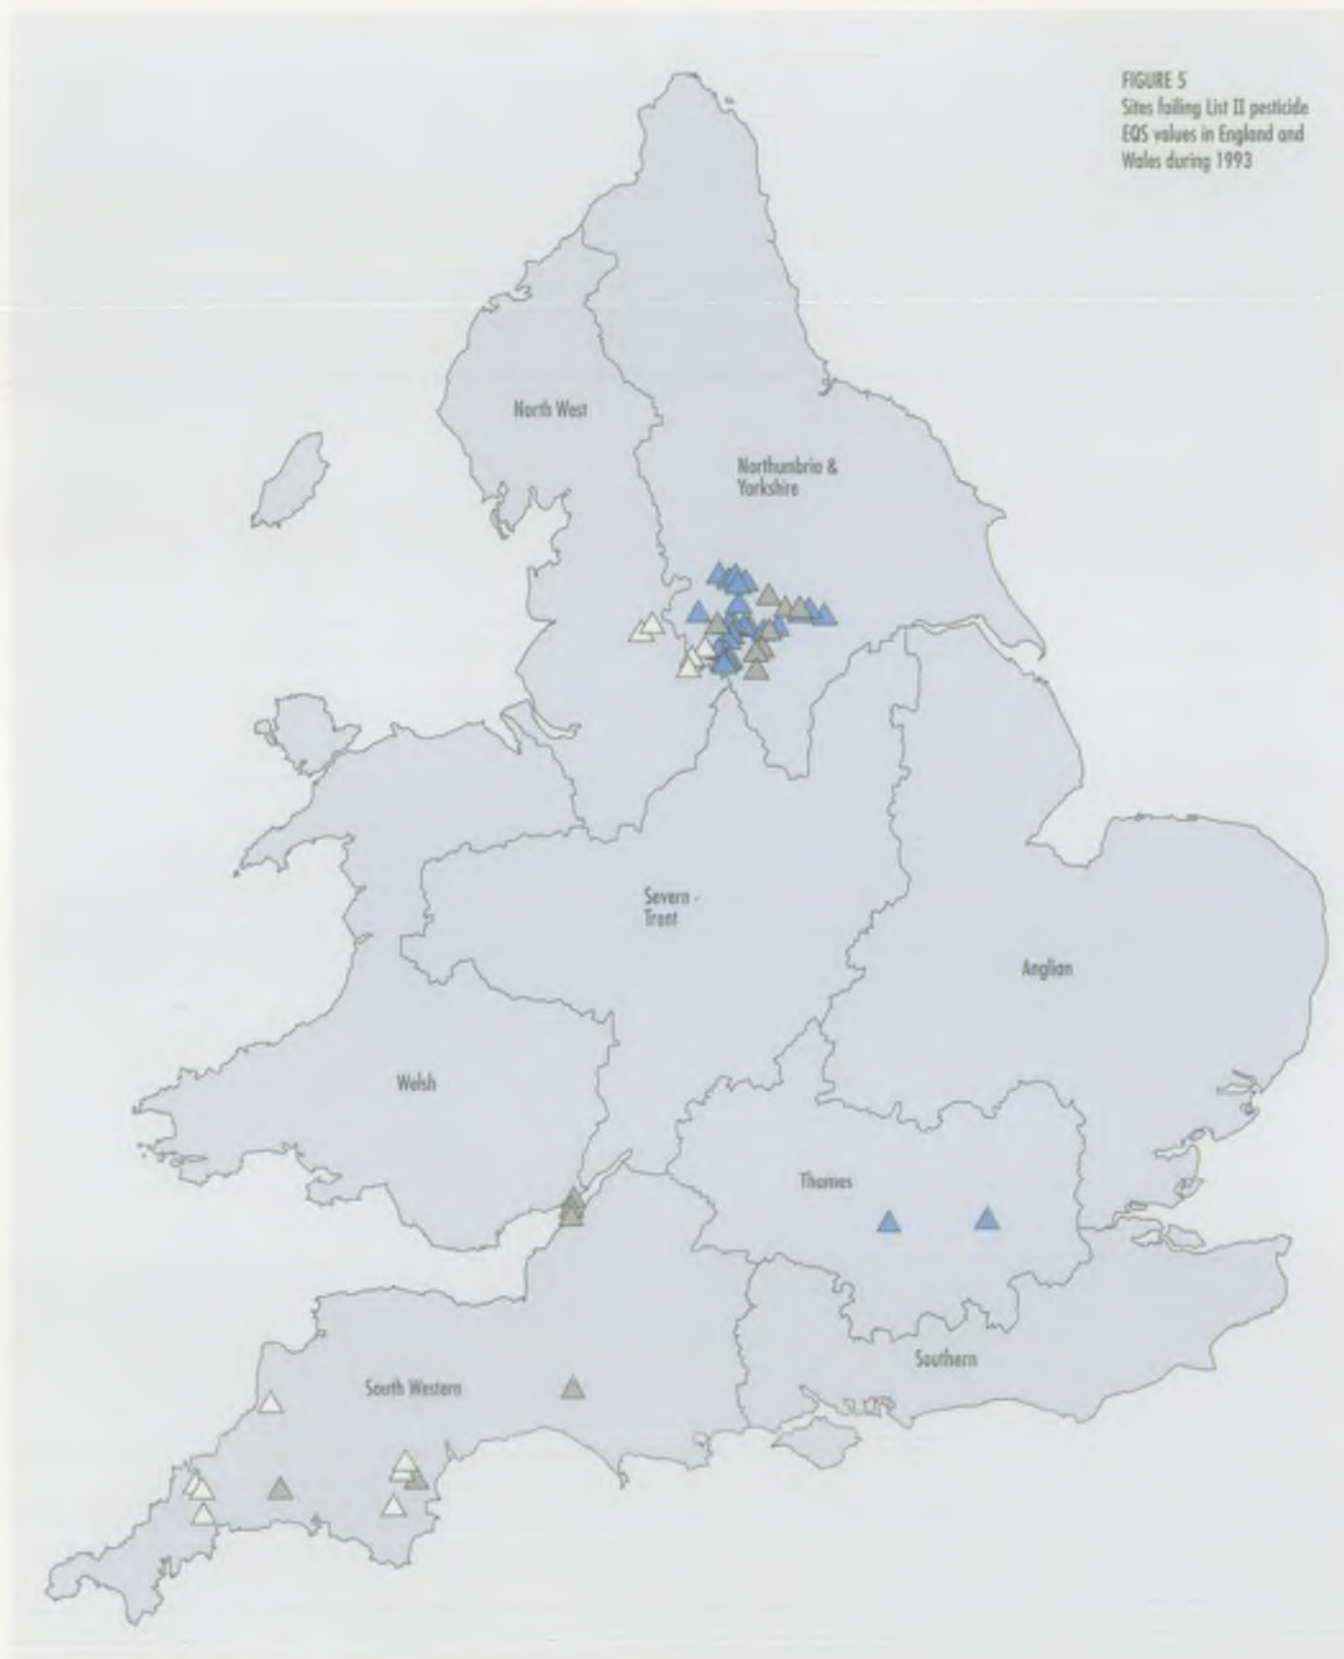 FIGURE 5
Sites failing List II pesticide
EQS values in England and
Wales during 1993
North West
Northumbria &
Yorkshire
Severn -
Trent
Anglian
Welsh
Thames
Southern
South Western